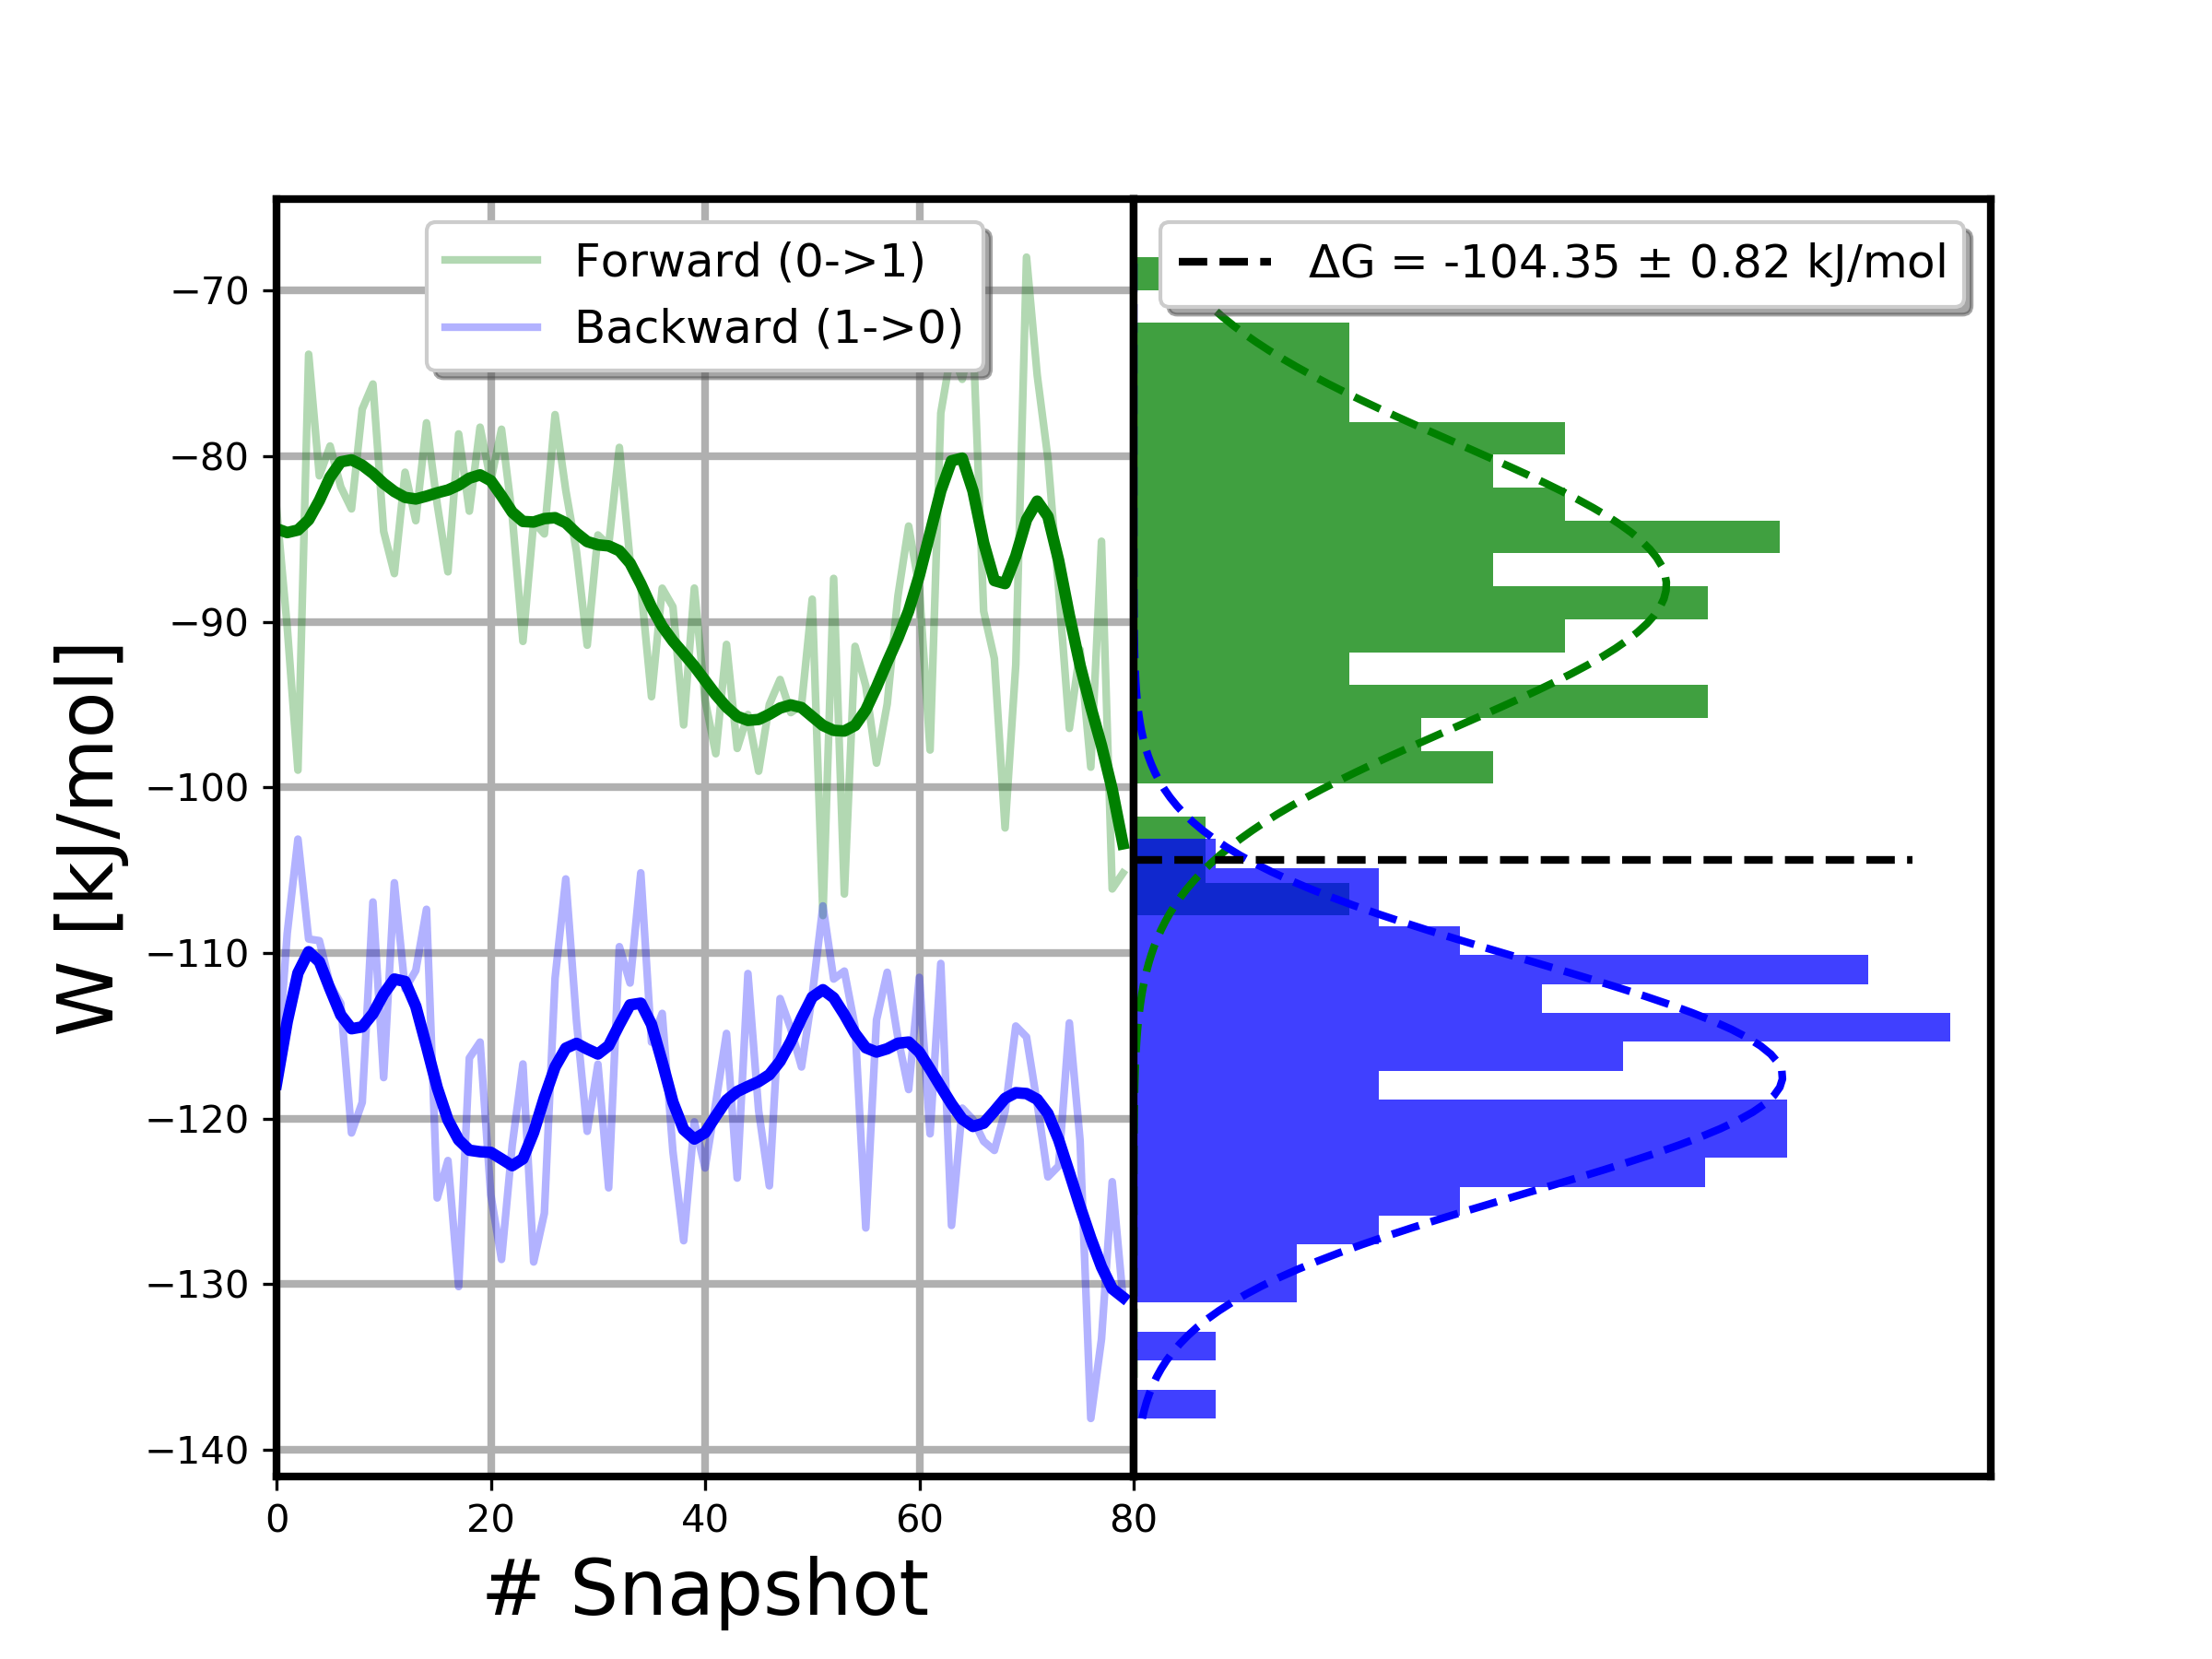 Forward (0->1)
Backward (1->0)
ΔG = -104.35 ± 0.82 kJ/mol
−70
−80
−90
−100
−110
−120
−130
−140
W [kJ/mol]
0 20 40 60 80
# Snapshot